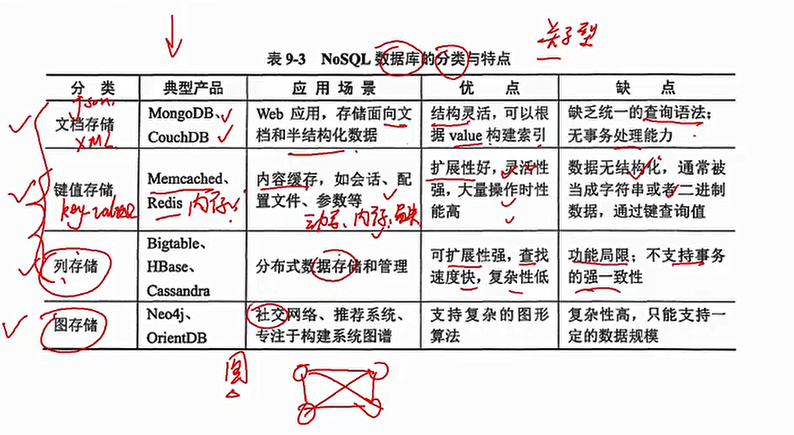 关系型
表 9-3 NoSQL 数据库的分类与特点
分 类 典型产品 应 用 场 景 优 点 缺 点
json
文档存储
XML
MongoDB、
CouchDB
Web 应用，存储面向文
档和半结构化数据
结构灵活，可以根
据 value 构建索引
缺乏统一的查询语法；
无事务处理能力
键值存储
key-value
Memcached、
Redis 内存
内容缓存，如会话、配
置文件、参数等
内存
扩展性好，灵活性
强，大量操作时性
能高
数据无结构化，通常被
当成字符串或者二进制
数据，通过键查询值
列存储
Bigtable、
HBase、
Cassandra
分布式数据存储和管理
可扩展性强，查找
速度快，复杂性低
功能局限；不支持事务
的强一致性
图存储
Neo4j、
OrientDB
社交网络、推荐系统、
专注于构建系统图谱
支持复杂的图形
算法
复杂性高，只能支持一
定的数据规模
图